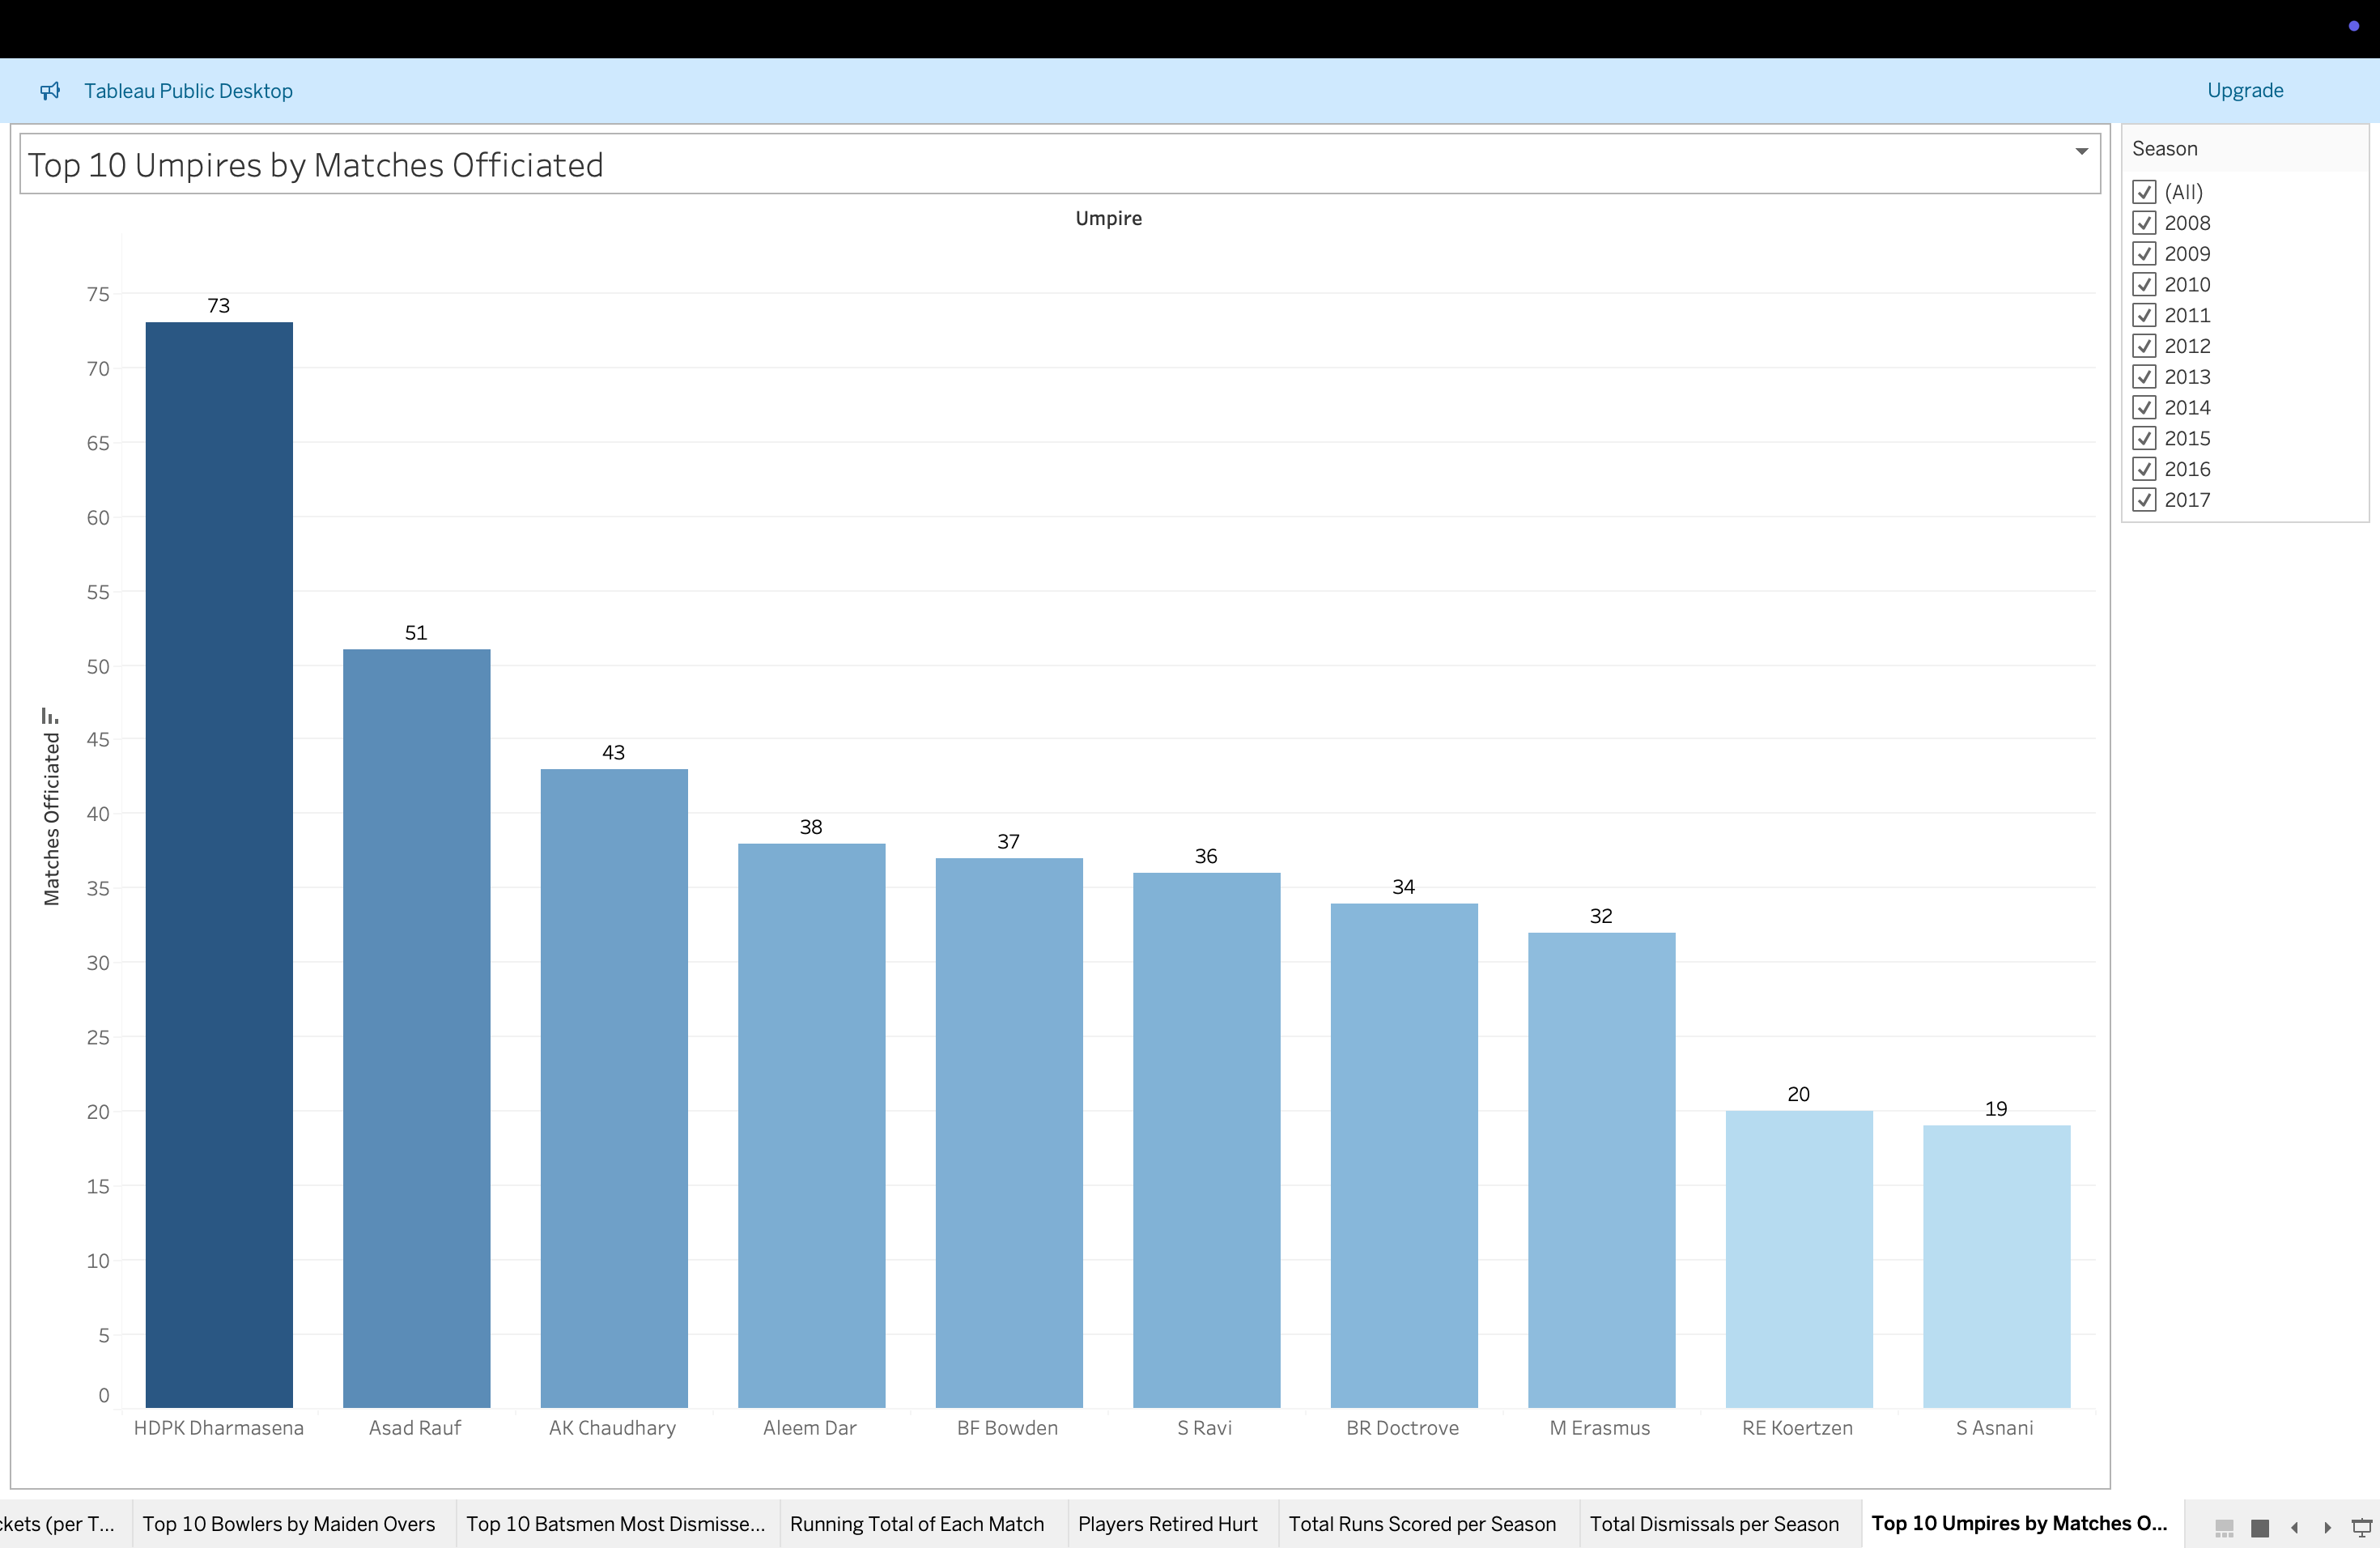 Tableau Public Desktop
Upgrade
Top 10 Umpires by Matches Officiated
Umpire
Matches Officiated
75
70
65
60
55
50
45
40
35
30
25
20
15
10
5
0
73
51
43
38
37
36
34
32
20
19
HDPK Dharmasena
Asad Rauf
AK Chaudhary
Aleem Dar
BF Bowden
S Ravi
BR Doctrove
M Erasmus
RE Koertzen
S Asnani
Season
(All)
2008
2009
2010
2011
2012
2013
2014
2015
2016
2017
ckets (per T...
Top 10 Bowlers by Maiden Overs
Top 10 Batsmen Most Dismisse...
Running Total of Each Match
Players Retired Hurt
Total Runs Scored per Season
Total Dismissals per Season
Top 10 Umpires by Matches O...